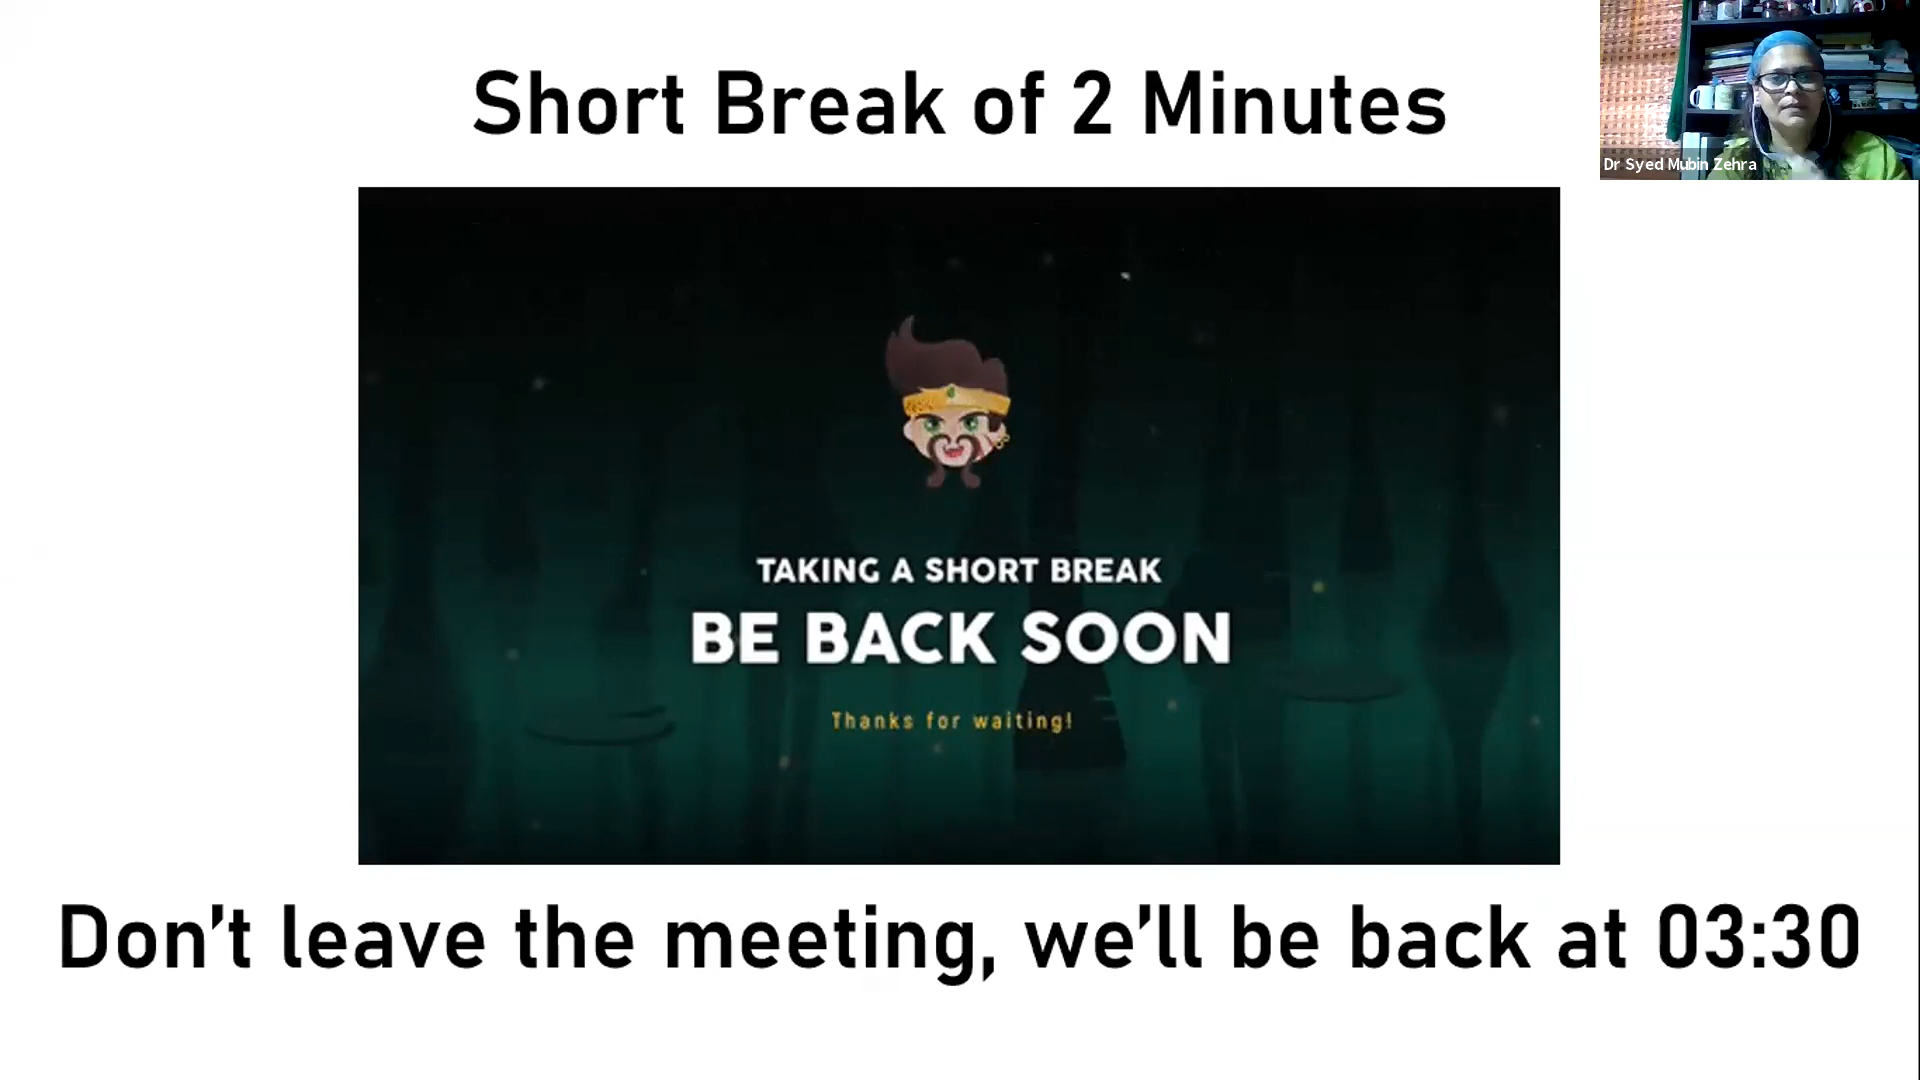 Short Break of 2 Minutes
Dr Syed Mubin Zehra
TAKING A SHORT BREAK
BE BACK SOON
Thanks for waiting!
Don't leave the meeting, we'll be back at 03:30